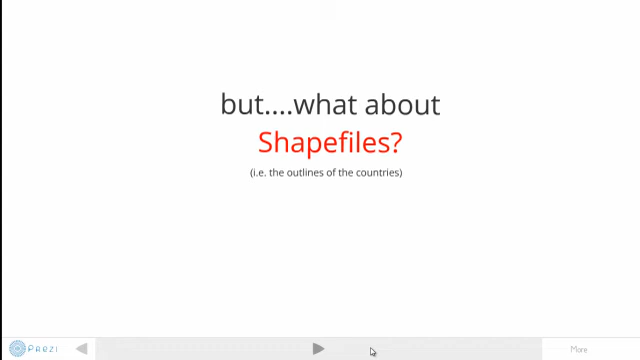 but....what about
Shapefiles?
(i.e. the outlines of the countries)
Prezi
More